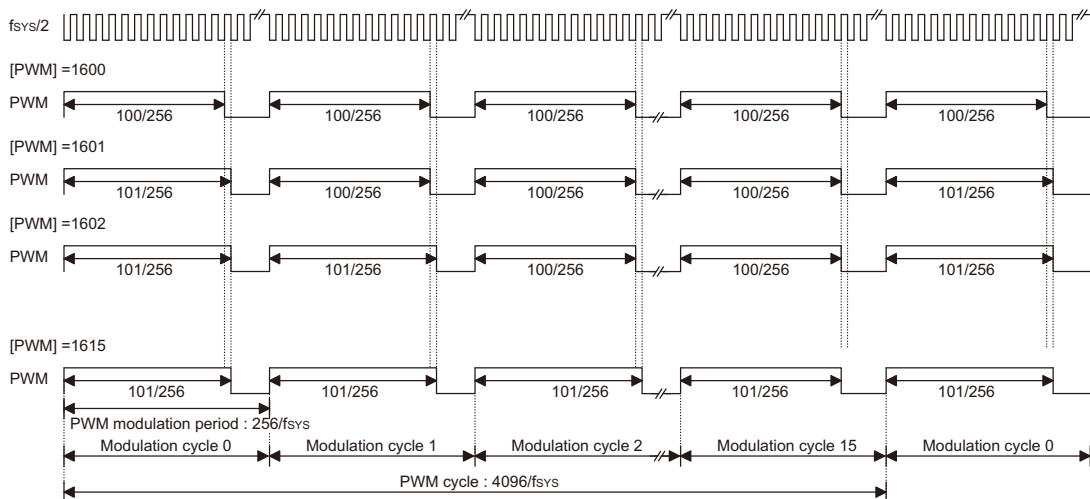 fSYS/2
[PWM] =1600
PWM
100/256 100/256 100/256 100/256 100/256
[PWM] =1601
PWM
101/256 100/256 100/256 100/256 101/256
[PWM] =1602
PWM
101/256 101/256 100/256 100/256 101/256
[PWM] =1615
PWM
101/256 101/256 101/256 101/256 101/256
PWM modulation period : 256/fSYS
Modulation cycle 0 Modulation cycle 1 Modulation cycle 2 Modulation cycle 15 Modulation cycle 0
PWM cycle : 4096/fSYS